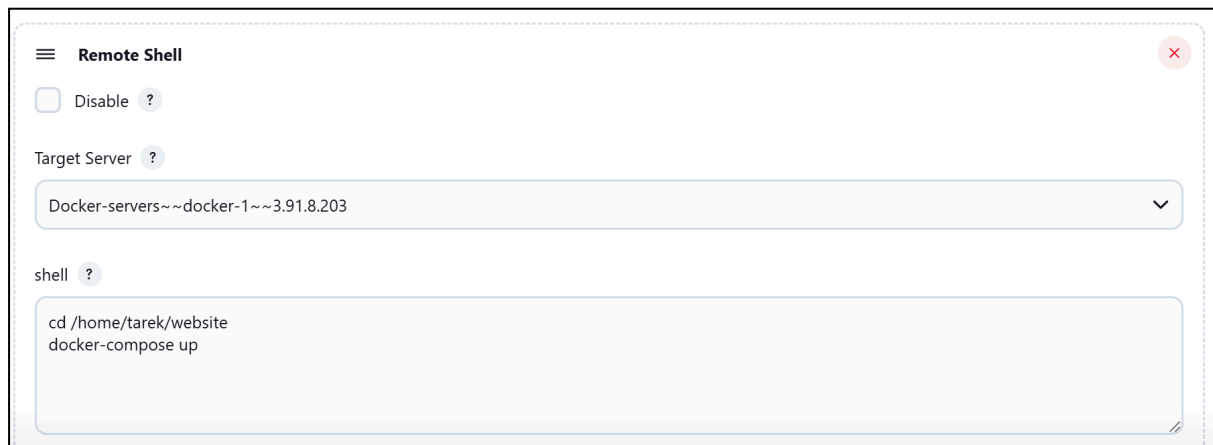 Remote Shell
Disable ?
Target Server ?
Docker-servers~~docker-1~~3.91.8.203
shell ?
cd /home/tarek/website
docker-compose up